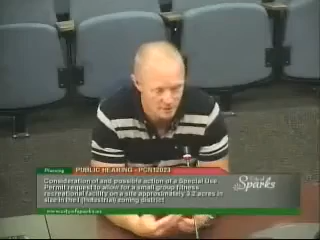 Planning PUBLIC HEARING - PCN12023
Consideration of and possible action of a Special Use
Permit request to allow for a small group fitness
recreational facility on a site approximately 3.2 acres in
size in the I (Industrial) zoning district
City of
Sparks
www.cityofsparks.us